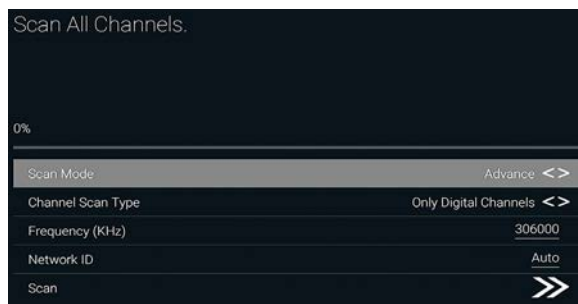 Scan All Channels.
0%
Scan Mode Advance <>
Channel Scan Type Only Digital Channels <>
Frequency (KHz) 306000
Network ID Auto
Scan